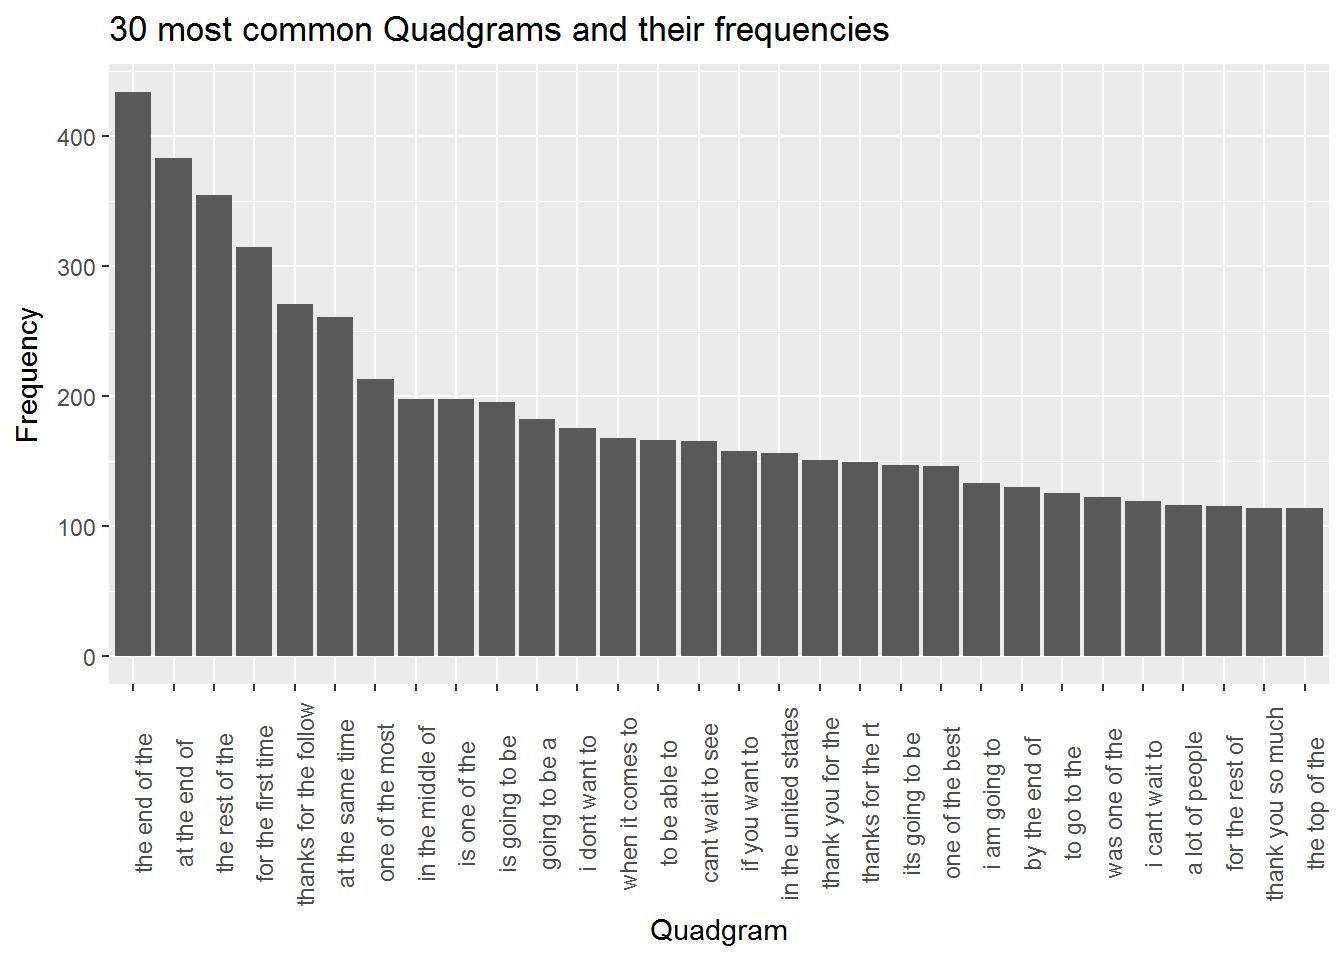 30 most common Quadgrams and their frequencies
Frequency
400
300
200
100
0
the end of the
at the end of
the rest of the
for the first time
thanks for the follow
at the same time
one of the most
in the middle of
is one of the
is going to be
going to be a
i dont want to
when it comes to
to be able to
cant wait to see
if you want to
in the united states
thank you for the
thanks for the rt
its going to be
one of the best
i am going to
by the end of
to go to the
was one of the
i cant wait to
a lot of people
for the rest of
thank you so much
the top of the
Quadgram